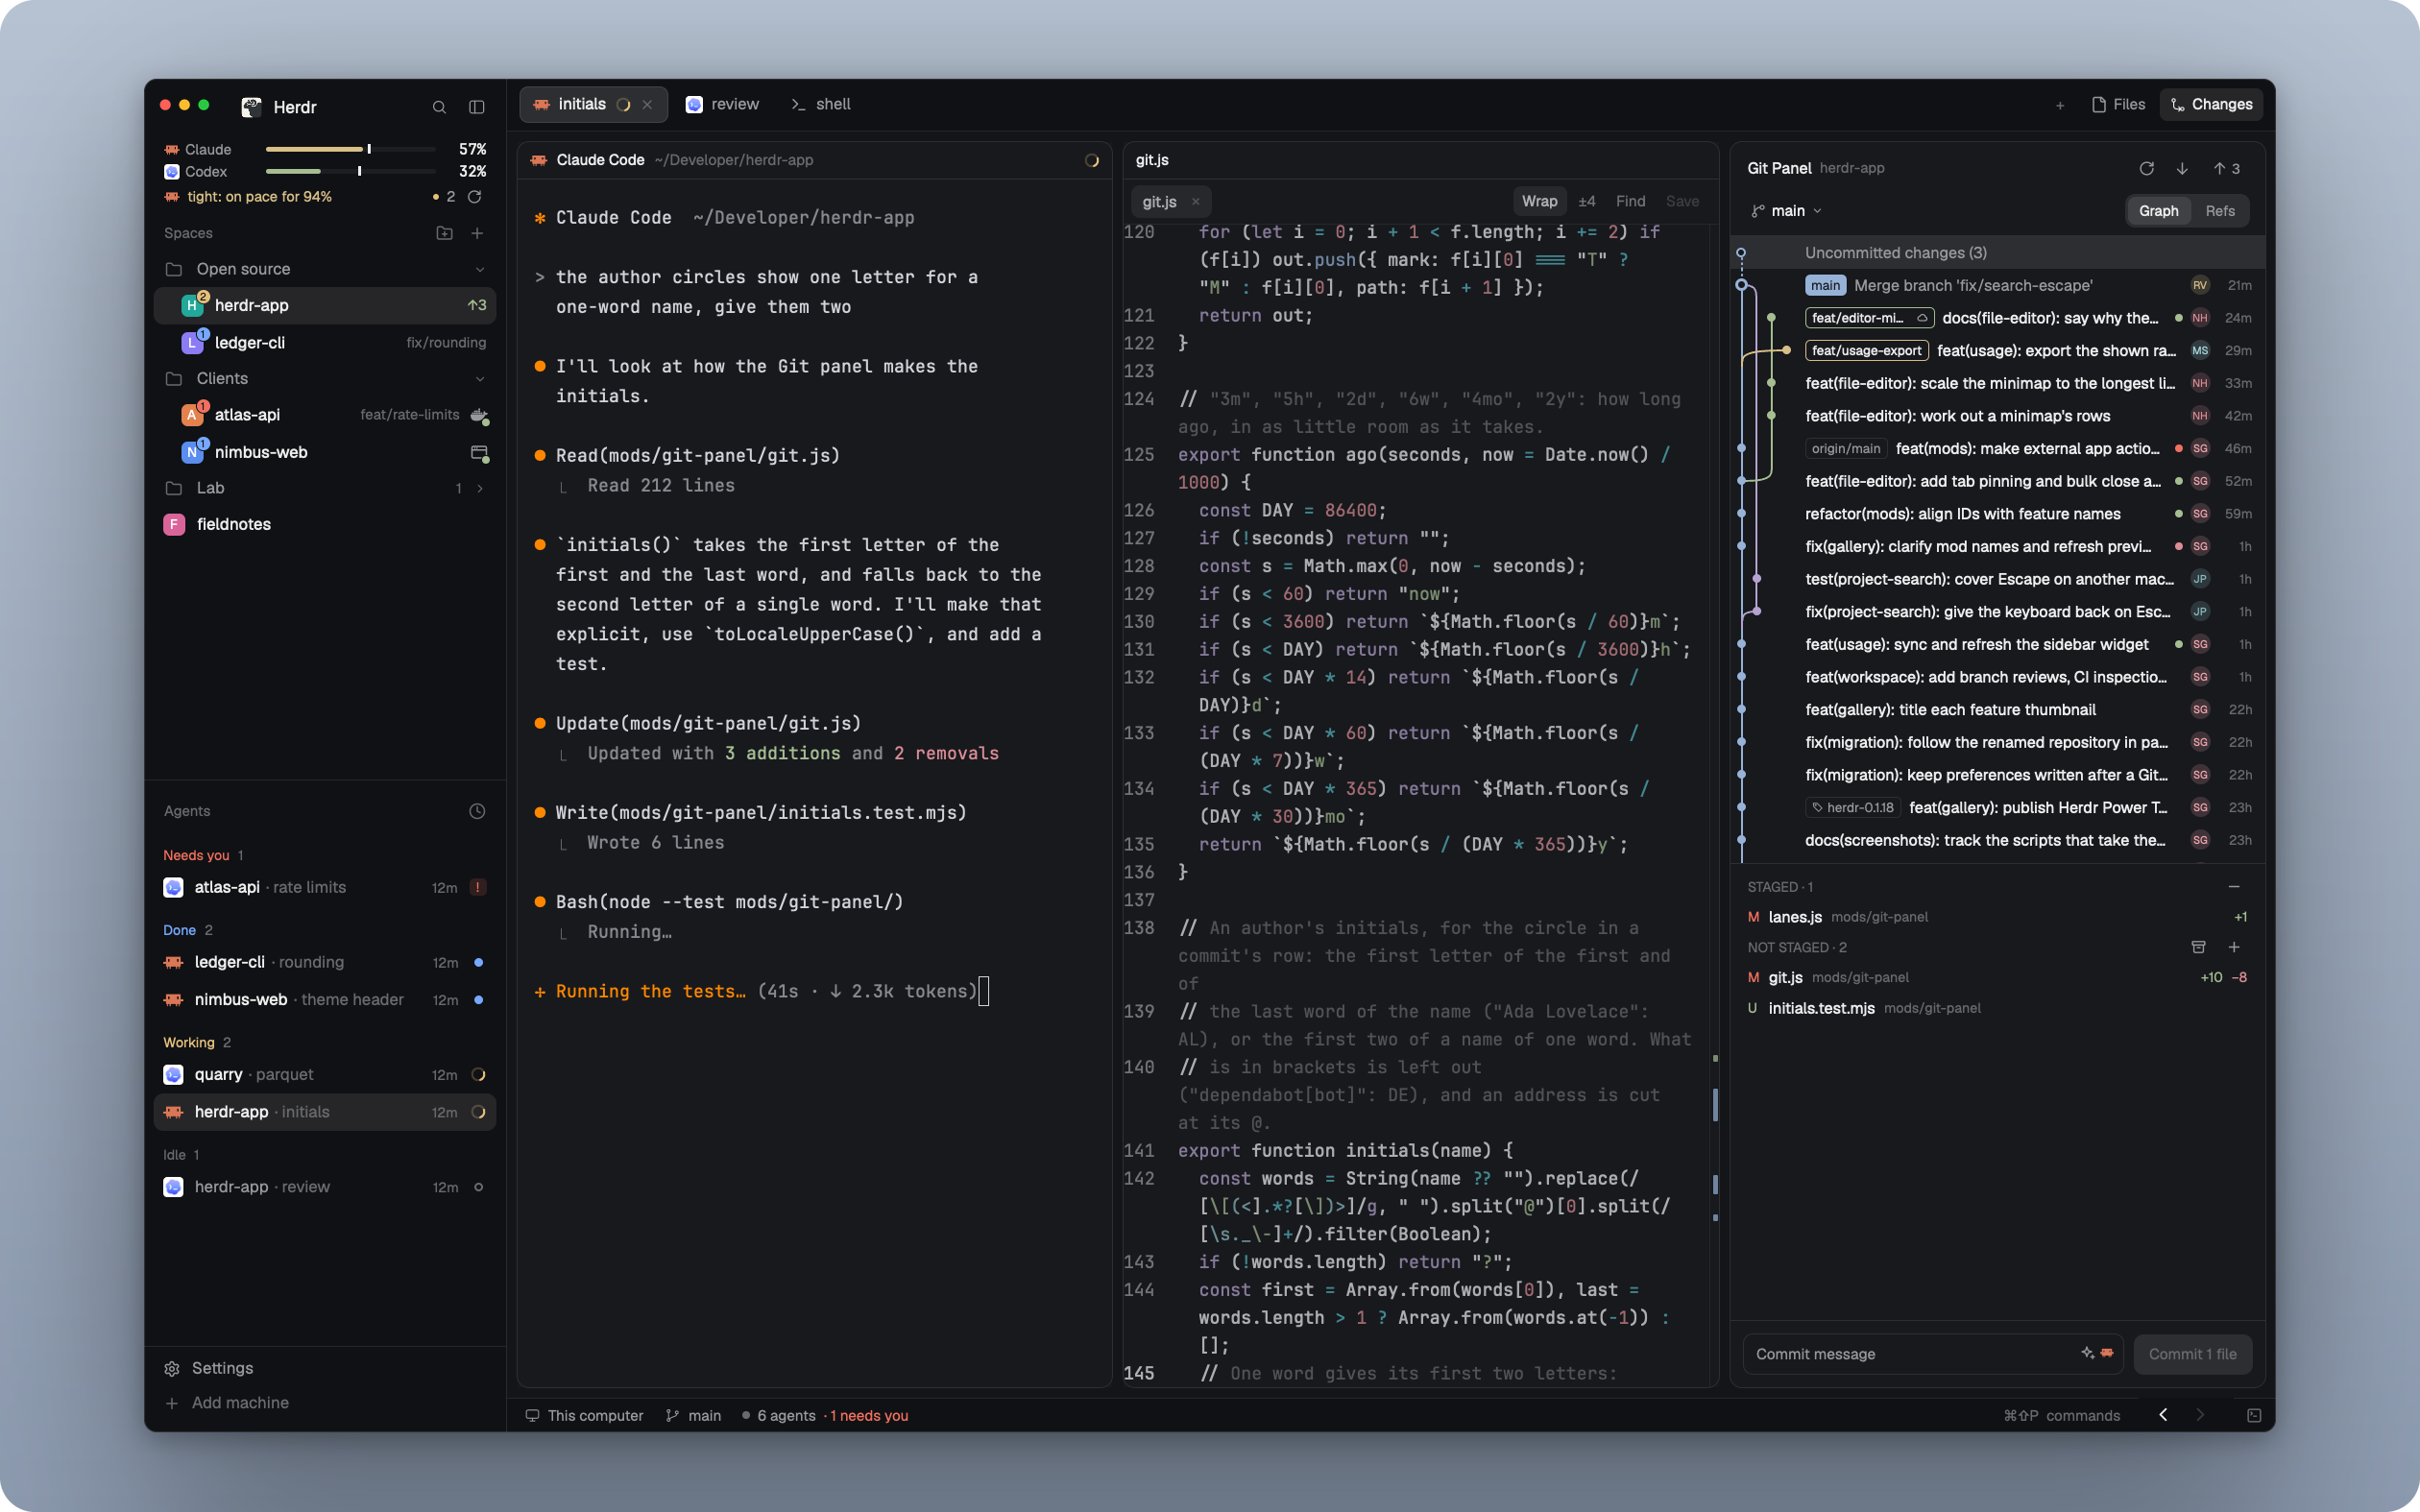 Herdr
Claude 57%
Codex 32%
tight: on pace for 94% 2
Spaces
Open source
H 2 herdr-app ↑3
L 1 ledger-cli fix/rounding
Clients
A 1 atlas-api feat/rate-limits
N 1 nimbus-web
Lab 1
F fieldnotes
Agents
Needs you 1
atlas-api · rate limits 12m !
Done 2
ledger-cli · rounding 12m
nimbus-web · theme header 12m
Working 2
quarry · parquet 12m
herdr-app · initials 12m
Idle 1
herdr-app · review 12m
Settings
+ Add machine
initials ×
review
>_ shell
+ Files Changes
Claude Code ~/Developer/herdr-app
✻ Claude Code ~/Developer/herdr-app
> the author circles show one letter for a
one-word name, give them two
● I'll look at how the Git panel makes the
initials.
● Read(mods/git-panel/git.js)
└ Read 212 lines
● `initials()` takes the first letter of the
first and the last word, and falls back to the
second letter of a single word. I'll make that
explicit, use `toLocaleUpperCase()`, and add a
test.
● Update(mods/git-panel/git.js)
└ Updated with 3 additions and 2 removals
● Write(mods/git-panel/initials.test.mjs)
└ Wrote 6 lines
● Bash(node --test mods/git-panel/)
└ Running…
✢ Running the tests… (41s · ↓ 2.3k tokens)
git.js
git.js × Wrap ±4 Find Save
120 for (let i = 0; i + 1 < f.length; i += 2) if
(f[i]) out.push({ mark: f[i][0] === "T" ?
"M" : f[i][0], path: f[i + 1] });
121 return out;
122 }
123
124 // "3m", "5h", "2d", "6w", "4mo", "2y": how long
ago, in as little room as it takes.
125 export function ago(seconds, now = Date.now() /
1000) {
126 const DAY = 86400;
127 if (!seconds) return "";
128 const s = Math.max(0, now - seconds);
129 if (s < 60) return "now";
130 if (s < 3600) return `${Math.floor(s / 60)}m`;
131 if (s < DAY) return `${Math.floor(s / 3600)}h`;
132 if (s < DAY * 14) return `${Math.floor(s /
DAY)}d`;
133 if (s < DAY * 60) return `${Math.floor(s /
(DAY * 7))}w`;
134 if (s < DAY * 365) return `${Math.floor(s /
(DAY * 30))}mo`;
135 return `${Math.floor(s / (DAY * 365))}y`;
136 }
137
138 // An author's initials, for the circle in a
commit's row: the first letter of the first and
of
139 // the last word of the name ("Ada Lovelace":
AL), or the first two of a name of one word. What
140 // is in brackets is left out
("dependabot[bot]": DE), and an address is cut
at its @.
141 export function initials(name) {
142 const words = String(name ?? "").replace(/
[\[(<].*?[\])>]/g, " ").split("@")[0].split(/
[\s._\-]+/).filter(Boolean);
143 if (!words.length) return "?";
144 const first = Array.from(words[0]), last =
words.length > 1 ? Array.from(words.at(-1)) :
[];
145 // One word gives its first two letters:
Git Panel herdr-app ↓ ↑ 3
main Graph Refs
Uncommitted changes (3)
main Merge branch 'fix/search-escape' RV 21m
feat/editor-mi… docs(file-editor): say why the… NH 24m
feat/usage-export feat(usage): export the shown ra… MS 29m
feat(file-editor): scale the minimap to the longest li… NH 33m
feat(file-editor): work out a minimap's rows NH 42m
origin/main feat(mods): make external app actio… SG 46m
feat(file-editor): add tab pinning and bulk close a… SG 52m
refactor(mods): align IDs with feature names SG 59m
fix(gallery): clarify mod names and refresh previ… SG 1h
test(project-search): cover Escape on another mac… JP 1h
fix(project-search): give the keyboard back on Esc… JP 1h
feat(usage): sync and refresh the sidebar widget SG 1h
feat(workspace): add branch reviews, CI inspectio… SG 1h
feat(gallery): title each feature thumbnail SG 22h
fix(migration): follow the renamed repository in pa… SG 22h
fix(migration): keep preferences written after a Git… SG 22h
herdr-0.1.18 feat(gallery): publish Herdr Power T… SG 23h
docs(screenshots): track the scripts that take the… SG 23h
STAGED · 1 −
M lanes.js mods/git-panel +1
NOT STAGED · 2 +
M git.js mods/git-panel +10 −8
U initials.test.mjs mods/git-panel
Commit message Commit 1 file
This computer main 6 agents · 1 needs you
⌘⇧P commands